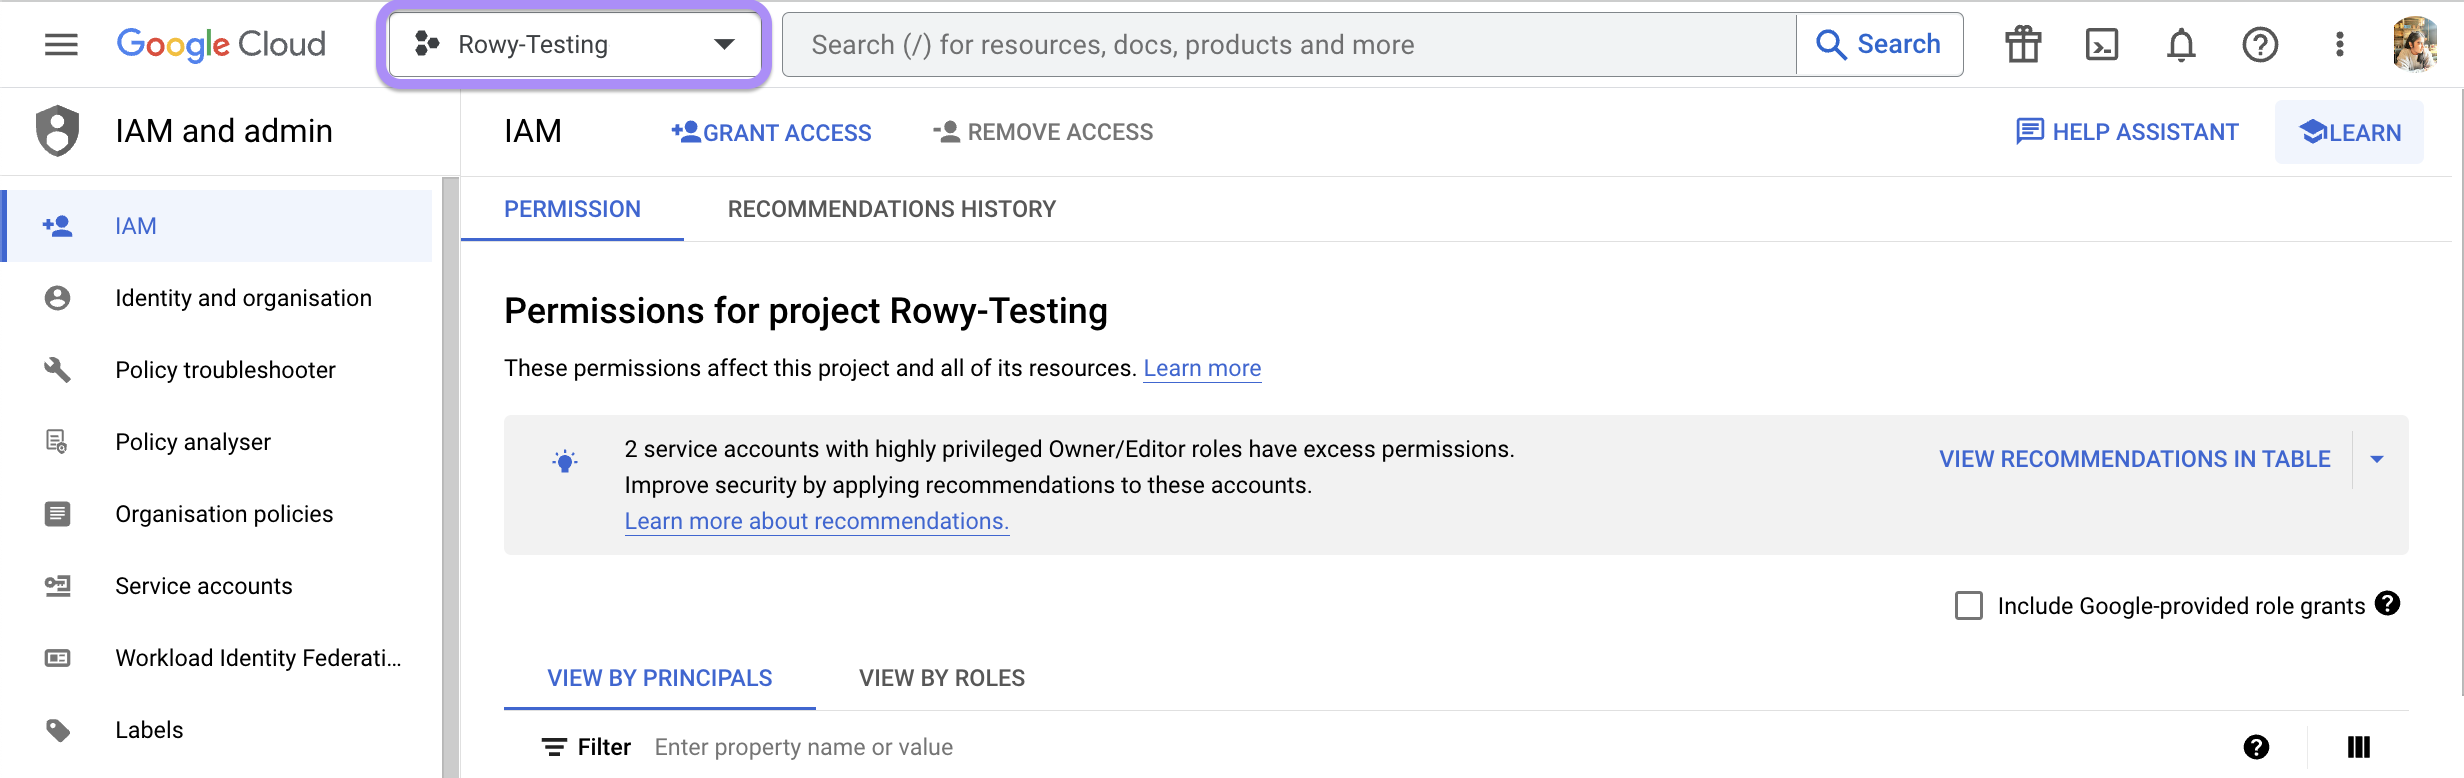 Google Cloud
Rowy-Testing
Search (/) for resources, docs, products and more
Search
IAM and admin
IAM
GRANT ACCESS
REMOVE ACCESS
HELP ASSISTANT
LEARN
IAM
Identity and organisation
Policy troubleshooter
Policy analyser
Organisation policies
Service accounts
Workload Identity Federati...
Labels
PERMISSION
RECOMMENDATIONS HISTORY
Permissions for project Rowy-Testing
These permissions affect this project and all of its resources. Learn more
2 service accounts with highly privileged Owner/Editor roles have excess permissions.
Improve security by applying recommendations to these accounts.
Learn more about recommendations.
VIEW RECOMMENDATIONS IN TABLE
Include Google-provided role grants
VIEW BY PRINCIPALS
VIEW BY ROLES
Filter
Enter property name or value